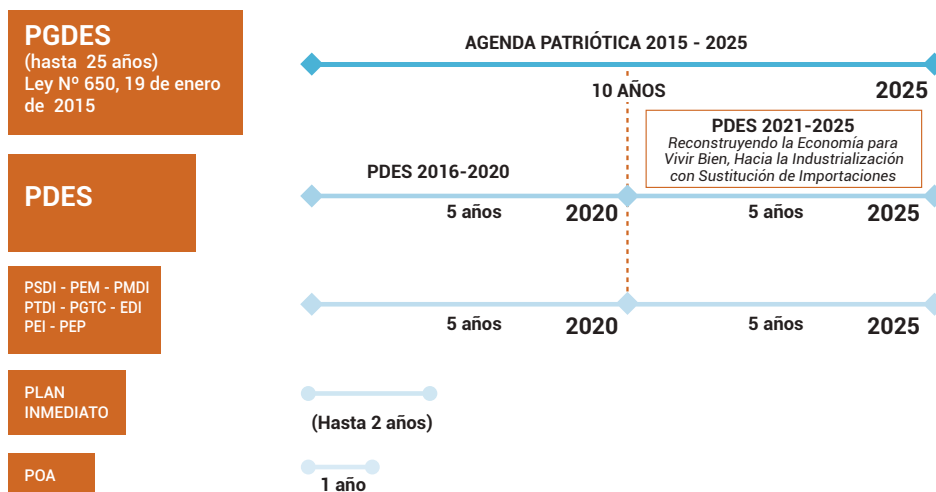 PGDES
(hasta 25 años)
Ley Nº 650, 19 de enero
de 2015
AGENDA PATRIÓTICA 2015 - 2025
10 AÑOS
2025
PDES
PDES 2016-2020
5 años
2020
PDES 2021-2025
Reconstruyendo la Economía para
Vivir Bien, Hacia la Industrialización
con Sustitución de Importaciones
5 años
2025
PSDI - PEM - PMDI
PTDI - PGTC - EDI
PEI - PEP
5 años
2020
5 años
2025
PLAN
INMEDIATO
(Hasta 2 años)
POA
1 año